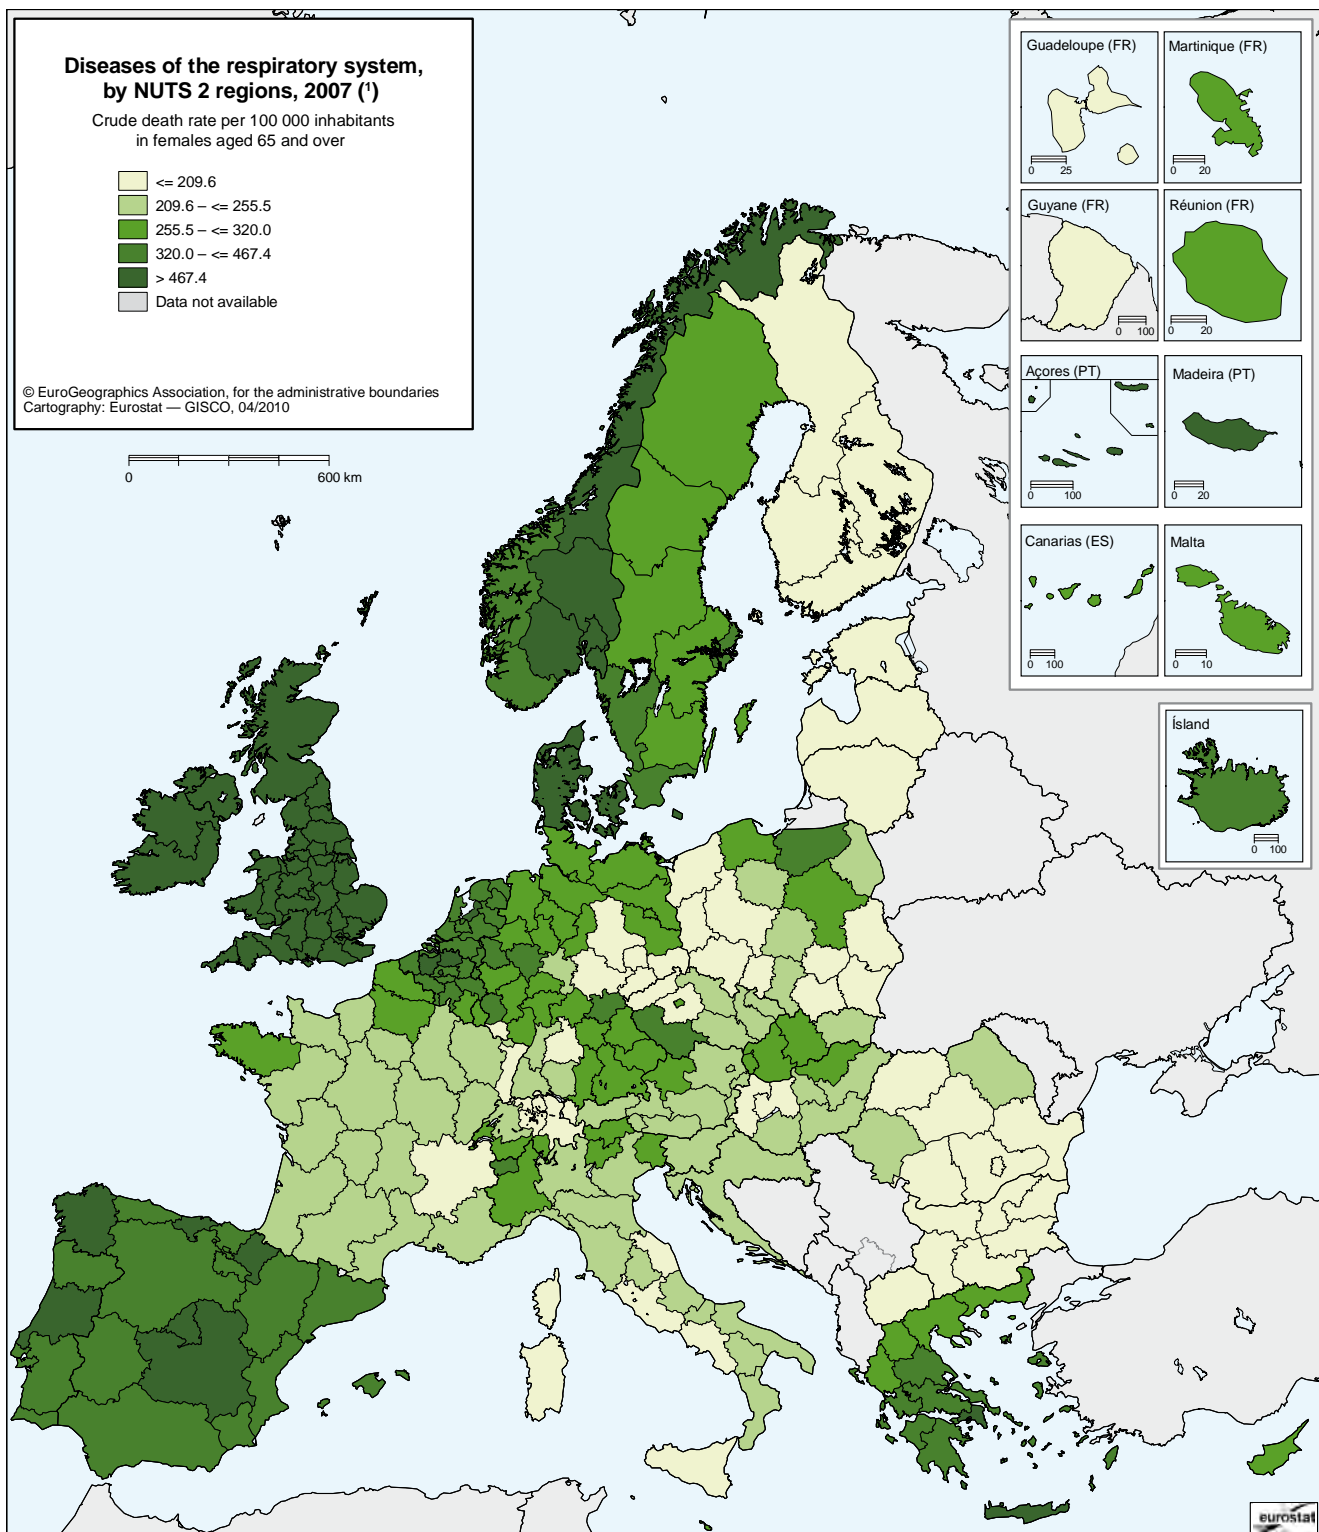 Diseases of the respiratory system,
by NUTS 2 regions, 2007 (¹)
Crude death rate per 100 000 inhabitants
in females aged 65 and over
<= 209.6
209.6 – <= 255.5
255.5 – <= 320.0
320.0 – <= 467.4
> 467.4
Data not available
© EuroGeographics Association, for the administrative boundaries
Cartography: Eurostat — GISCO, 04/2010
0 600 km
Guadeloupe (FR)
0 25
Martinique (FR)
0 20
Guyane (FR)
0 100
Réunion (FR)
0 20
Açores (PT)
0 100
Madeira (PT)
0 20
Canarias (ES)
0 100
Malta
0 10
Ísland
0 100
eurostat